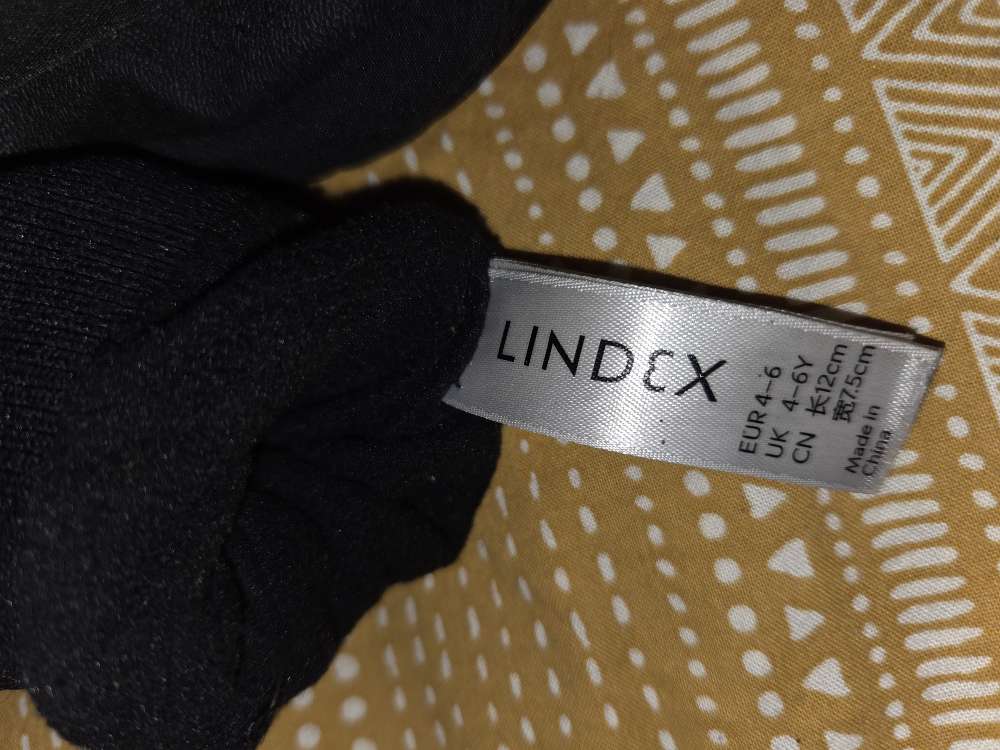 LINDEX
EUR 4–6
UK 4–6Y
CN 长12cm
宽7.5cm
Made in
China